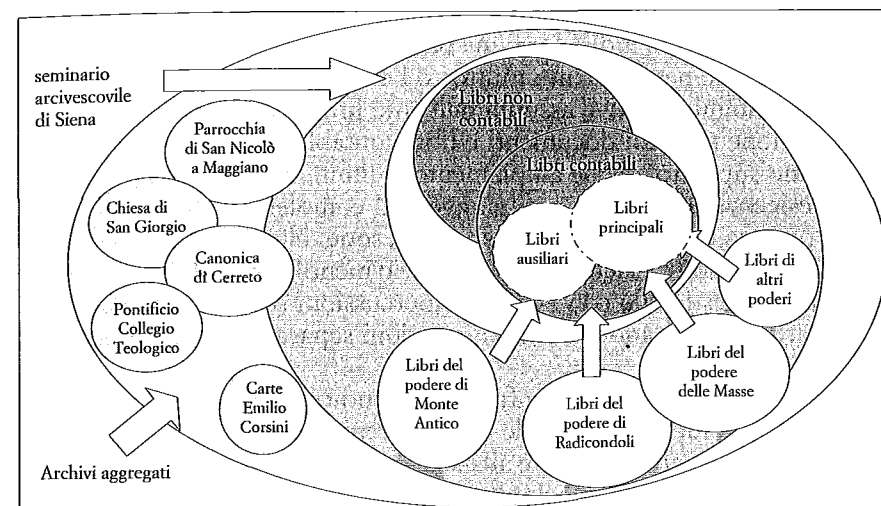 seminario
arcivescovile
di Siena
Parrocchia
di San Nicolò
a Maggiano
Chiesa di
San Giorgio
Canonica
di Cerreto
Pontificio
Collegio
Teologico
Carte
Emilio
Corsini
Archivi aggregati
Libri non
contabili
Libri contabili
Libri
principali
Libri
ausiliari
Libri di
altri
poderi
Libri del
podere
delle Masse
Libri del
podere di
Radicondoli
Libri del
podere di
Monte
Antico